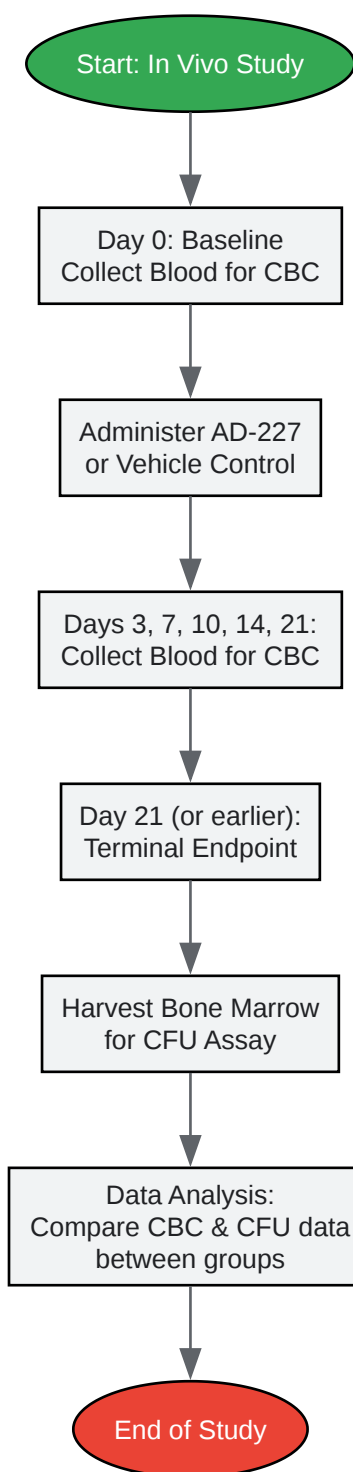 Start: In Vivo Study
Day 0: Baseline
Collect Blood for CBC
Administer AD-227
or Vehicle Control
Days 3, 7, 10, 14, 21:
Collect Blood for CBC
Day 21 (or earlier):
Terminal Endpoint
Harvest Bone Marrow
for CFU Assay
Data Analysis:
Compare CBC & CFU data
between groups
End of Study